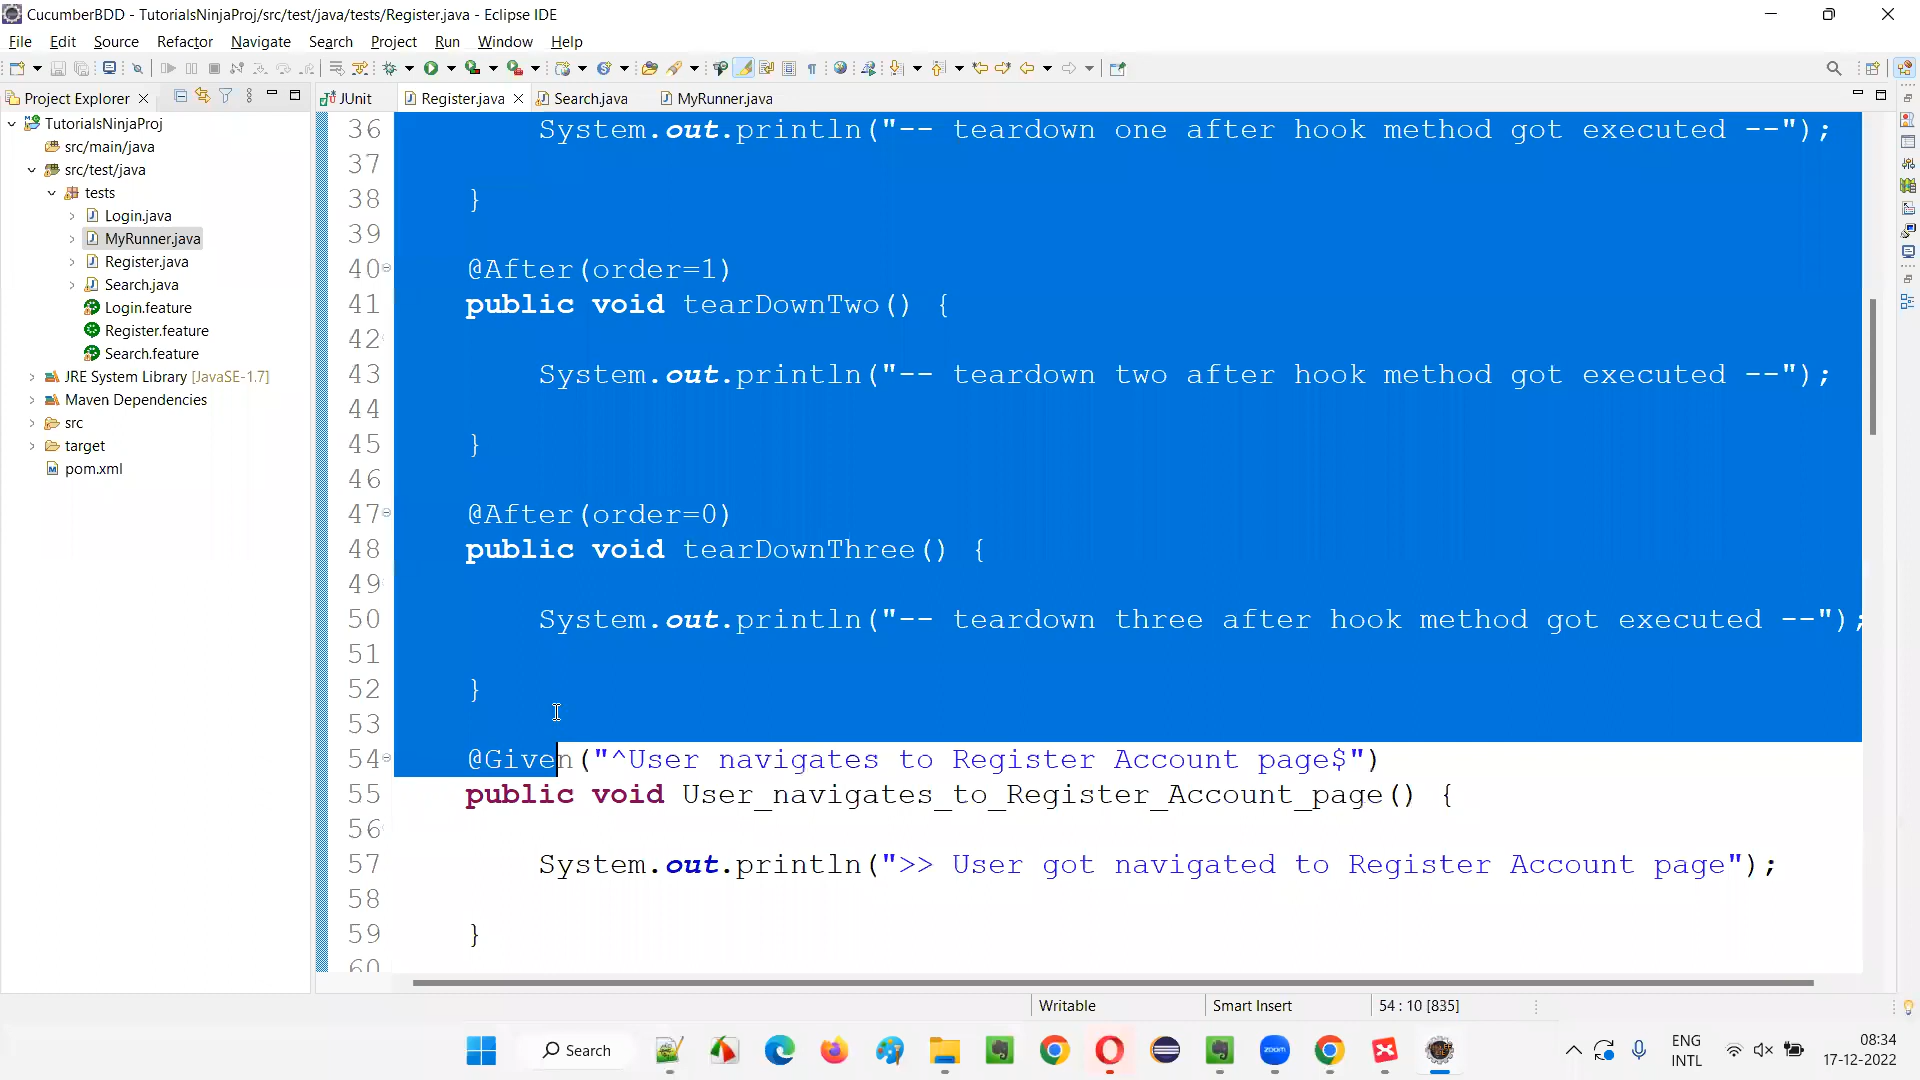 CucumberBDD - TutorialsNinjaProj/src/test/java/tests/Register.java - Eclipse IDE
File Edit Source Refactor Navigate Search Project Run Window Help
Project Explorer
JUnit
Register.java
Search.java
MyRunner.java
TutorialsNinjaProj
src/main/java
src/test/java
tests
Login.java
MyRunner.java
Register.java
Search.java
Login.feature
Register.feature
Search.feature
JRE System Library [JavaSE-1.7]
Maven Dependencies
src
target
pom.xml
36 System.out.println("-- teardown one after hook method got executed --");
37
38 }
39
40 @After(order=1)
41 public void tearDownTwo() {
42
43 System.out.println("-- teardown two after hook method got executed --");
44
45 }
46
47 @After(order=0)
48 public void tearDownThree() {
49
50 System.out.println("-- teardown three after hook method got executed --");
51
52 }
53
54 @Given("^User navigates to Register Account page$")
55 public void User_navigates_to_Register_Account_page() {
56
57 System.out.println(">> User got navigated to Register Account page");
58
59 }
60
Writable
Smart Insert
54 : 10 [835]
Search
zoom
ENG
INTL
08:34
17-12-2022